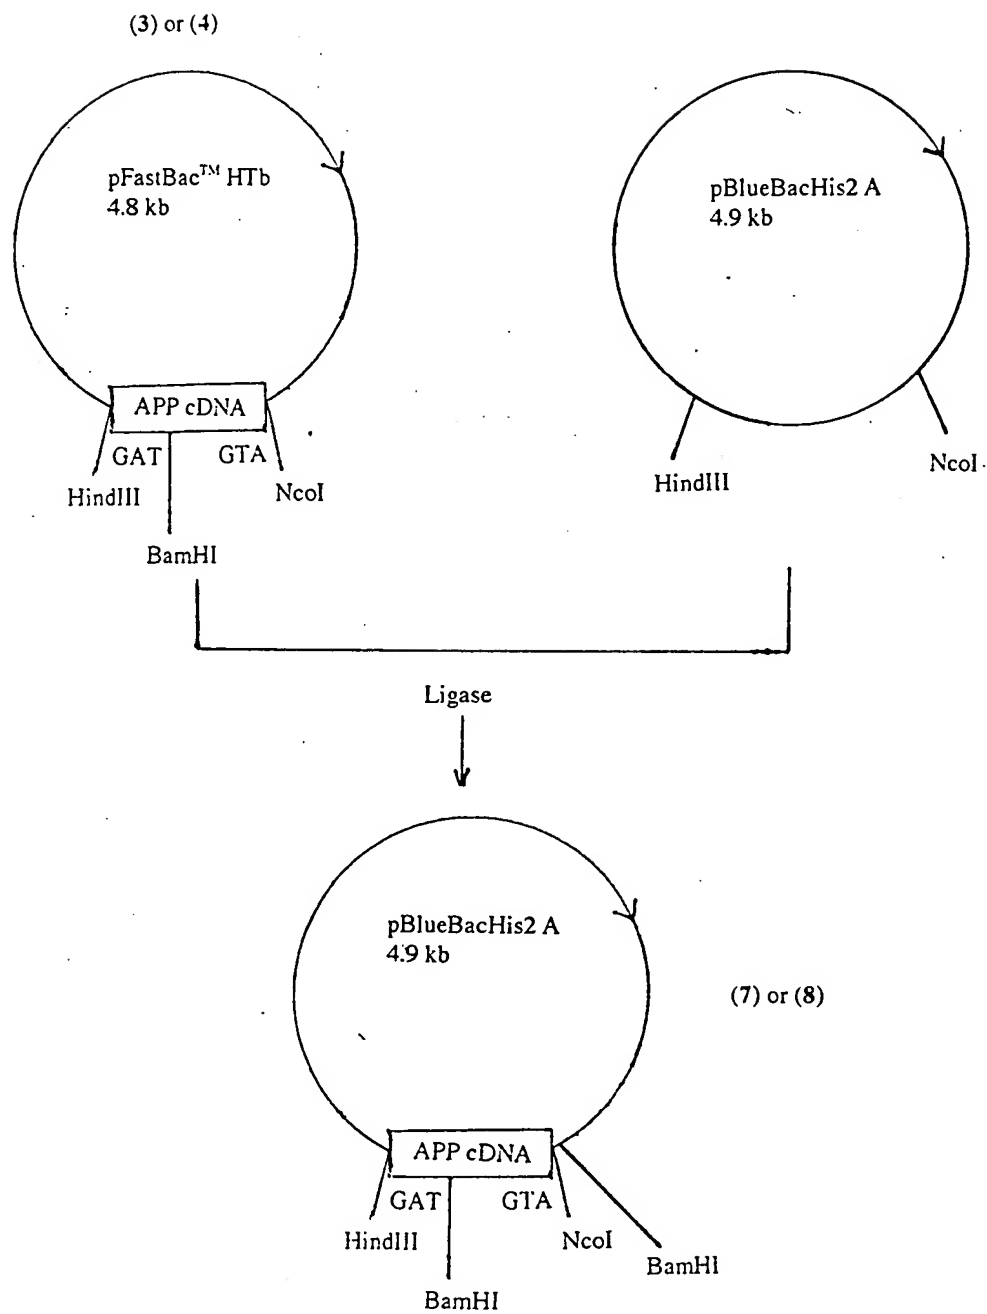 (3) or (4)
pFastBac™ HTb
4.8 kb
pBlueBacHis2 A
4.9 kb
APP cDNA
GAT
GTA
HindIII
NcoI
BamHI
HindIII
NcoI
Ligase
pBlueBacHis2 A
4.9 kb
(7) or (8)
APP cDNA
GAT
GTA
HindIII
NcoI
BamHI
BamHI